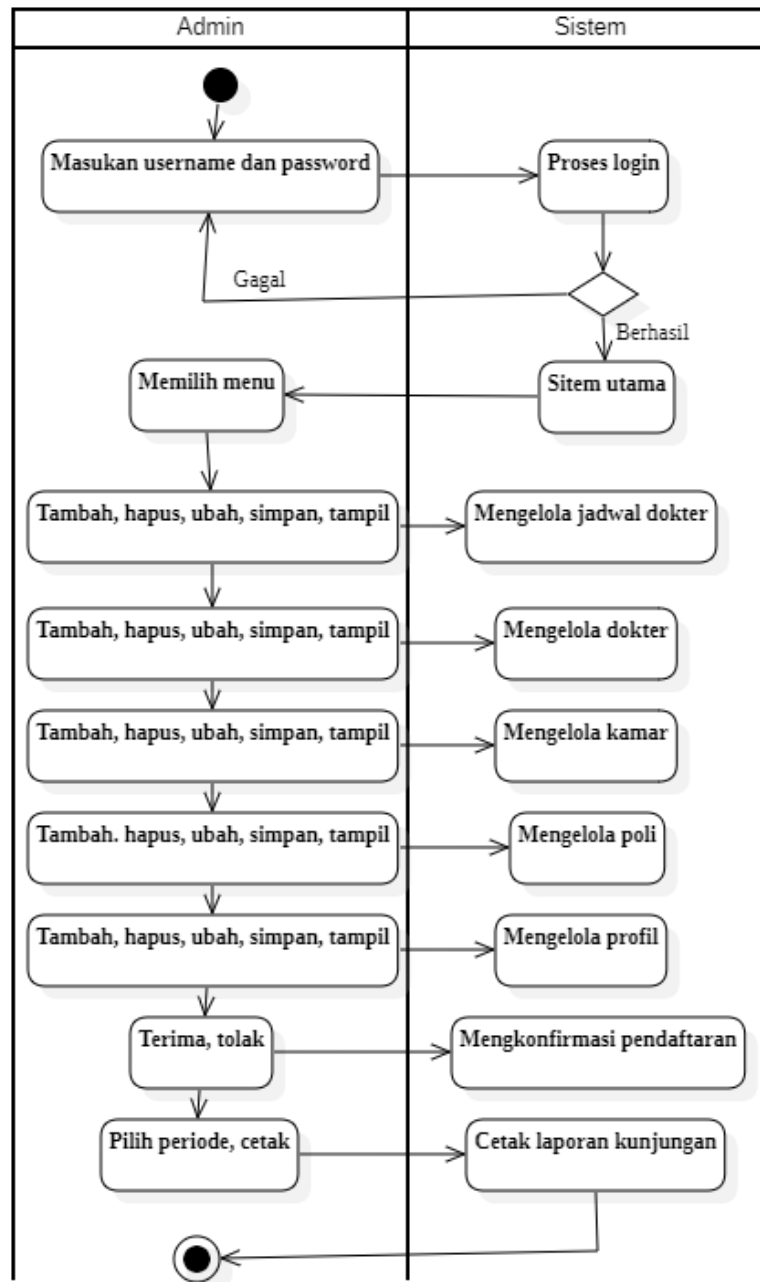 Admin
Sistem
Masukan username dan password
Proses login
Gagal
Berhasil
Memilih menu
Sitem utama
Tambah, hapus, ubah, simpan, tampil
Mengelola jadwal dokter
Tambah, hapus, ubah, simpan, tampil
Mengelola dokter
Tambah, hapus, ubah, simpan, tampil
Mengelola kamar
Tambah. hapus, ubah, simpan, tampil
Mengelola poli
Tambah, hapus, ubah, simpan, tampil
Mengelola profil
Terima, tolak
Mengkonfirmasi pendaftaran
Pilih periode, cetak
Cetak laporan kunjungan